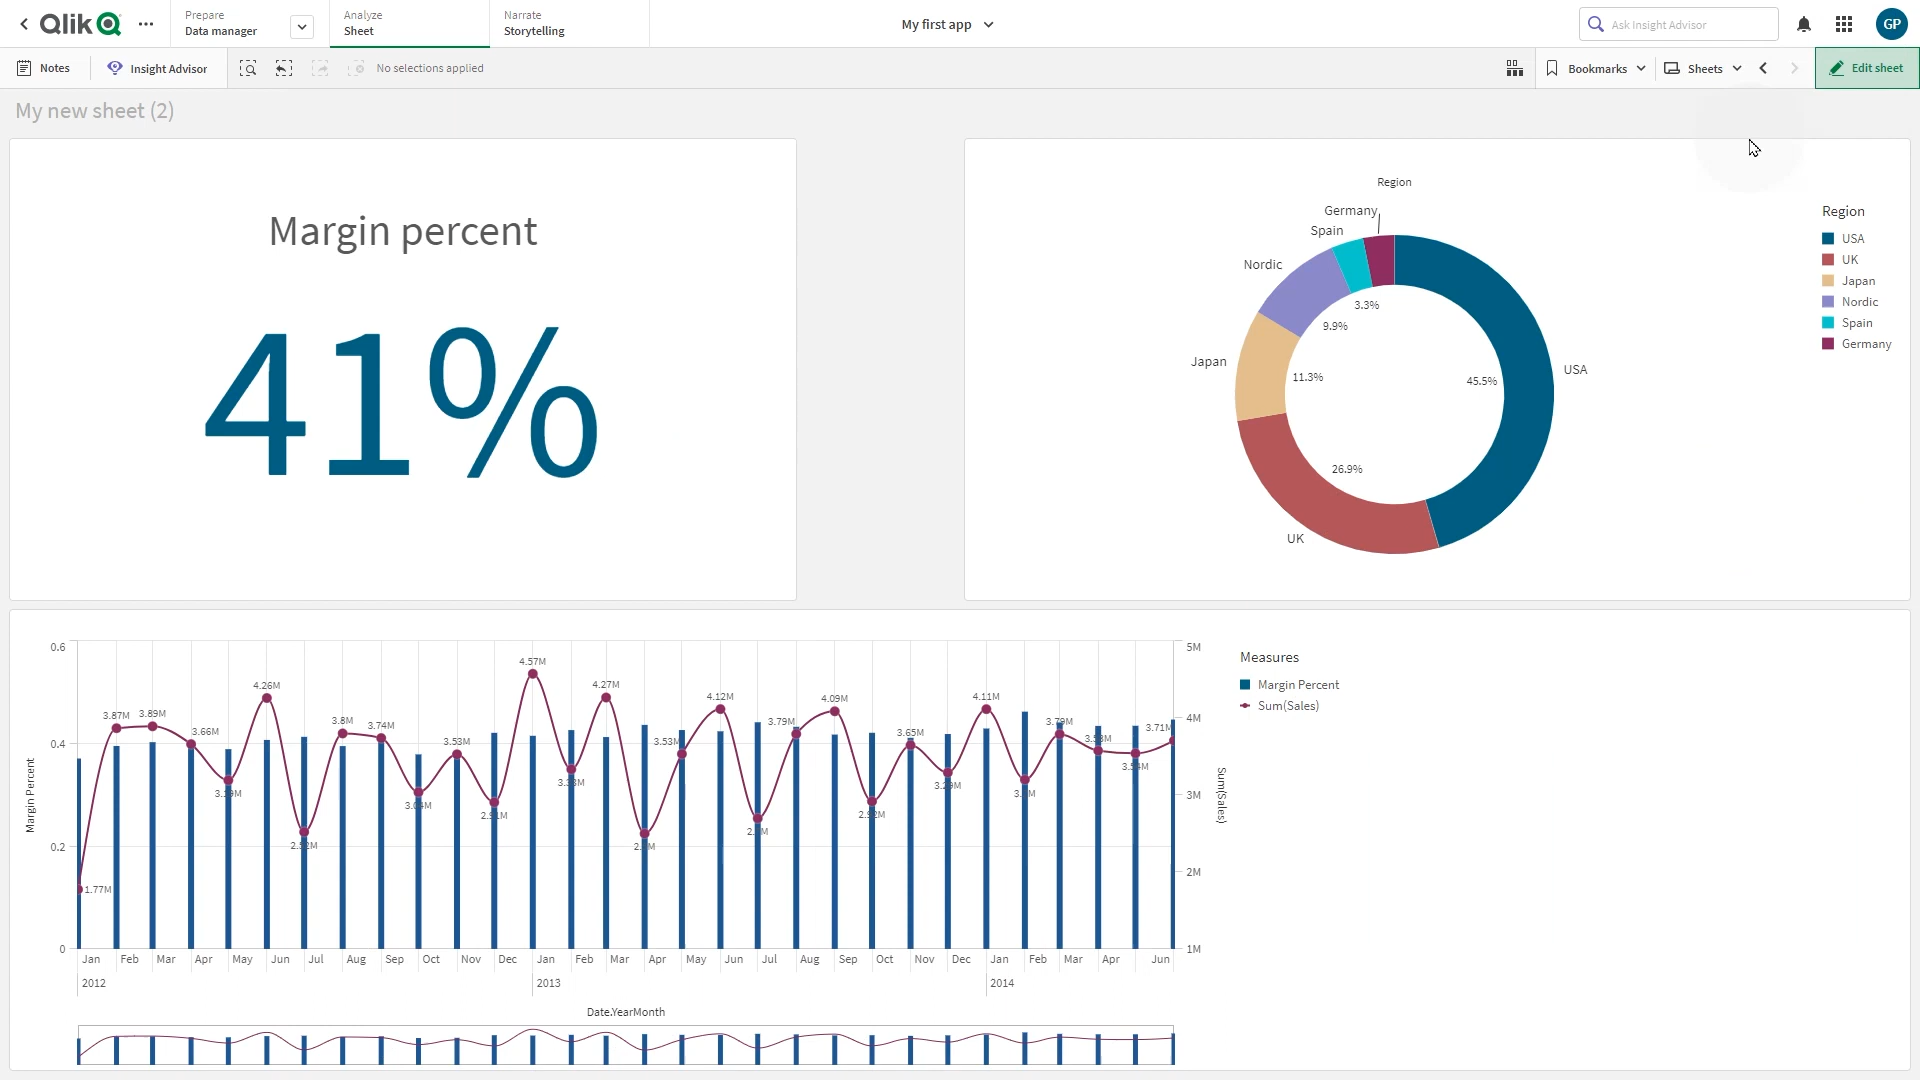 Qlik
Prepare
Data manager
Analyze
Sheet
Narrate
Storytelling
My first app
Ask Insight Advisor
GP
Notes
Insight Advisor
No selections applied
Bookmarks
Sheets
Edit sheet
My new sheet (2)
Margin percent
41%
Region
Germany
Spain
Nordic
Japan
UK
USA
3.3%
9.9%
11.3%
45.5%
26.9%
Region
USA
UK
Japan
Nordic
Spain
Germany
0.6
0.4
0.2
0
Margin Percent
1.77M
3.87M
3.89M
3.66M
4.26M
3.8M
3.74M
3.53M
4.57M
4.27M
3.53M
4.12M
3.79M
4.09M
3.65M
4.11M
3.79M
3.71M
5M
4M
3M
2M
1M
Sum(Sales)
Jan Feb Mar Apr May Jun Jul Aug Sep Oct Nov Dec Jan Feb Mar Apr May Jun Jul Aug Sep Oct Nov Dec Jan Feb Mar Apr Jun
2012 2013 2014
Date.YearMonth
Measures
Margin Percent
Sum(Sales)